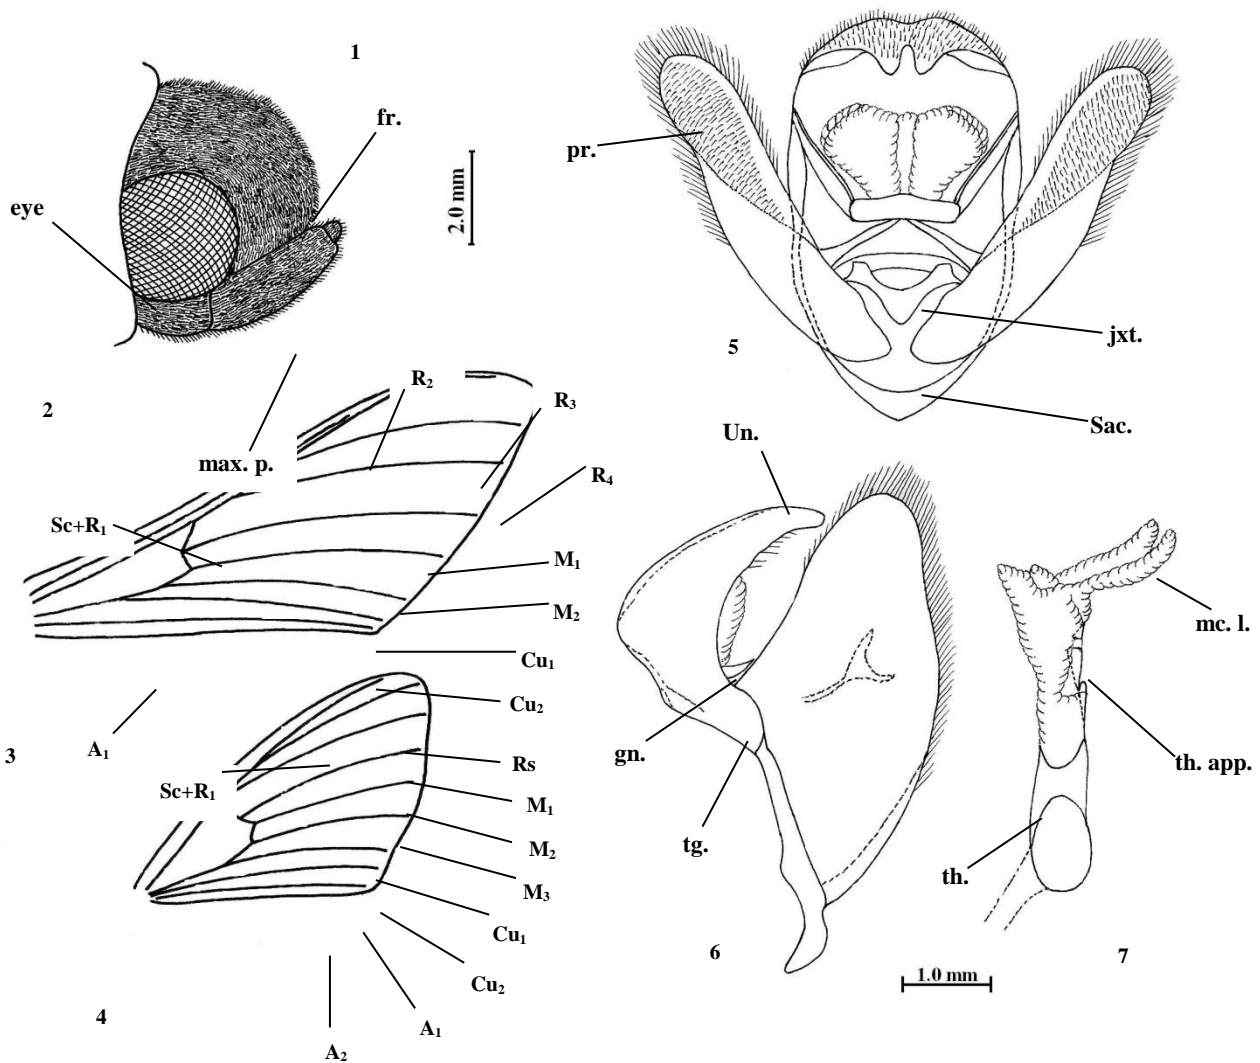 1
fr.
eye
2.0 mm
2
R₂
R₃
max. p.
R₄
Sc+R₁
M₁
M₂
Cu₁
Cu₂
A₁
3
Rs
Sc+R₁
M₁
M₂
M₃
Cu₁
Cu₂
A₁
4
A₂
pr.
jxt.
5
Sac.
Un.
mc. l.
gn.
th. app.
tg.
th.
6
7
1.0 mm